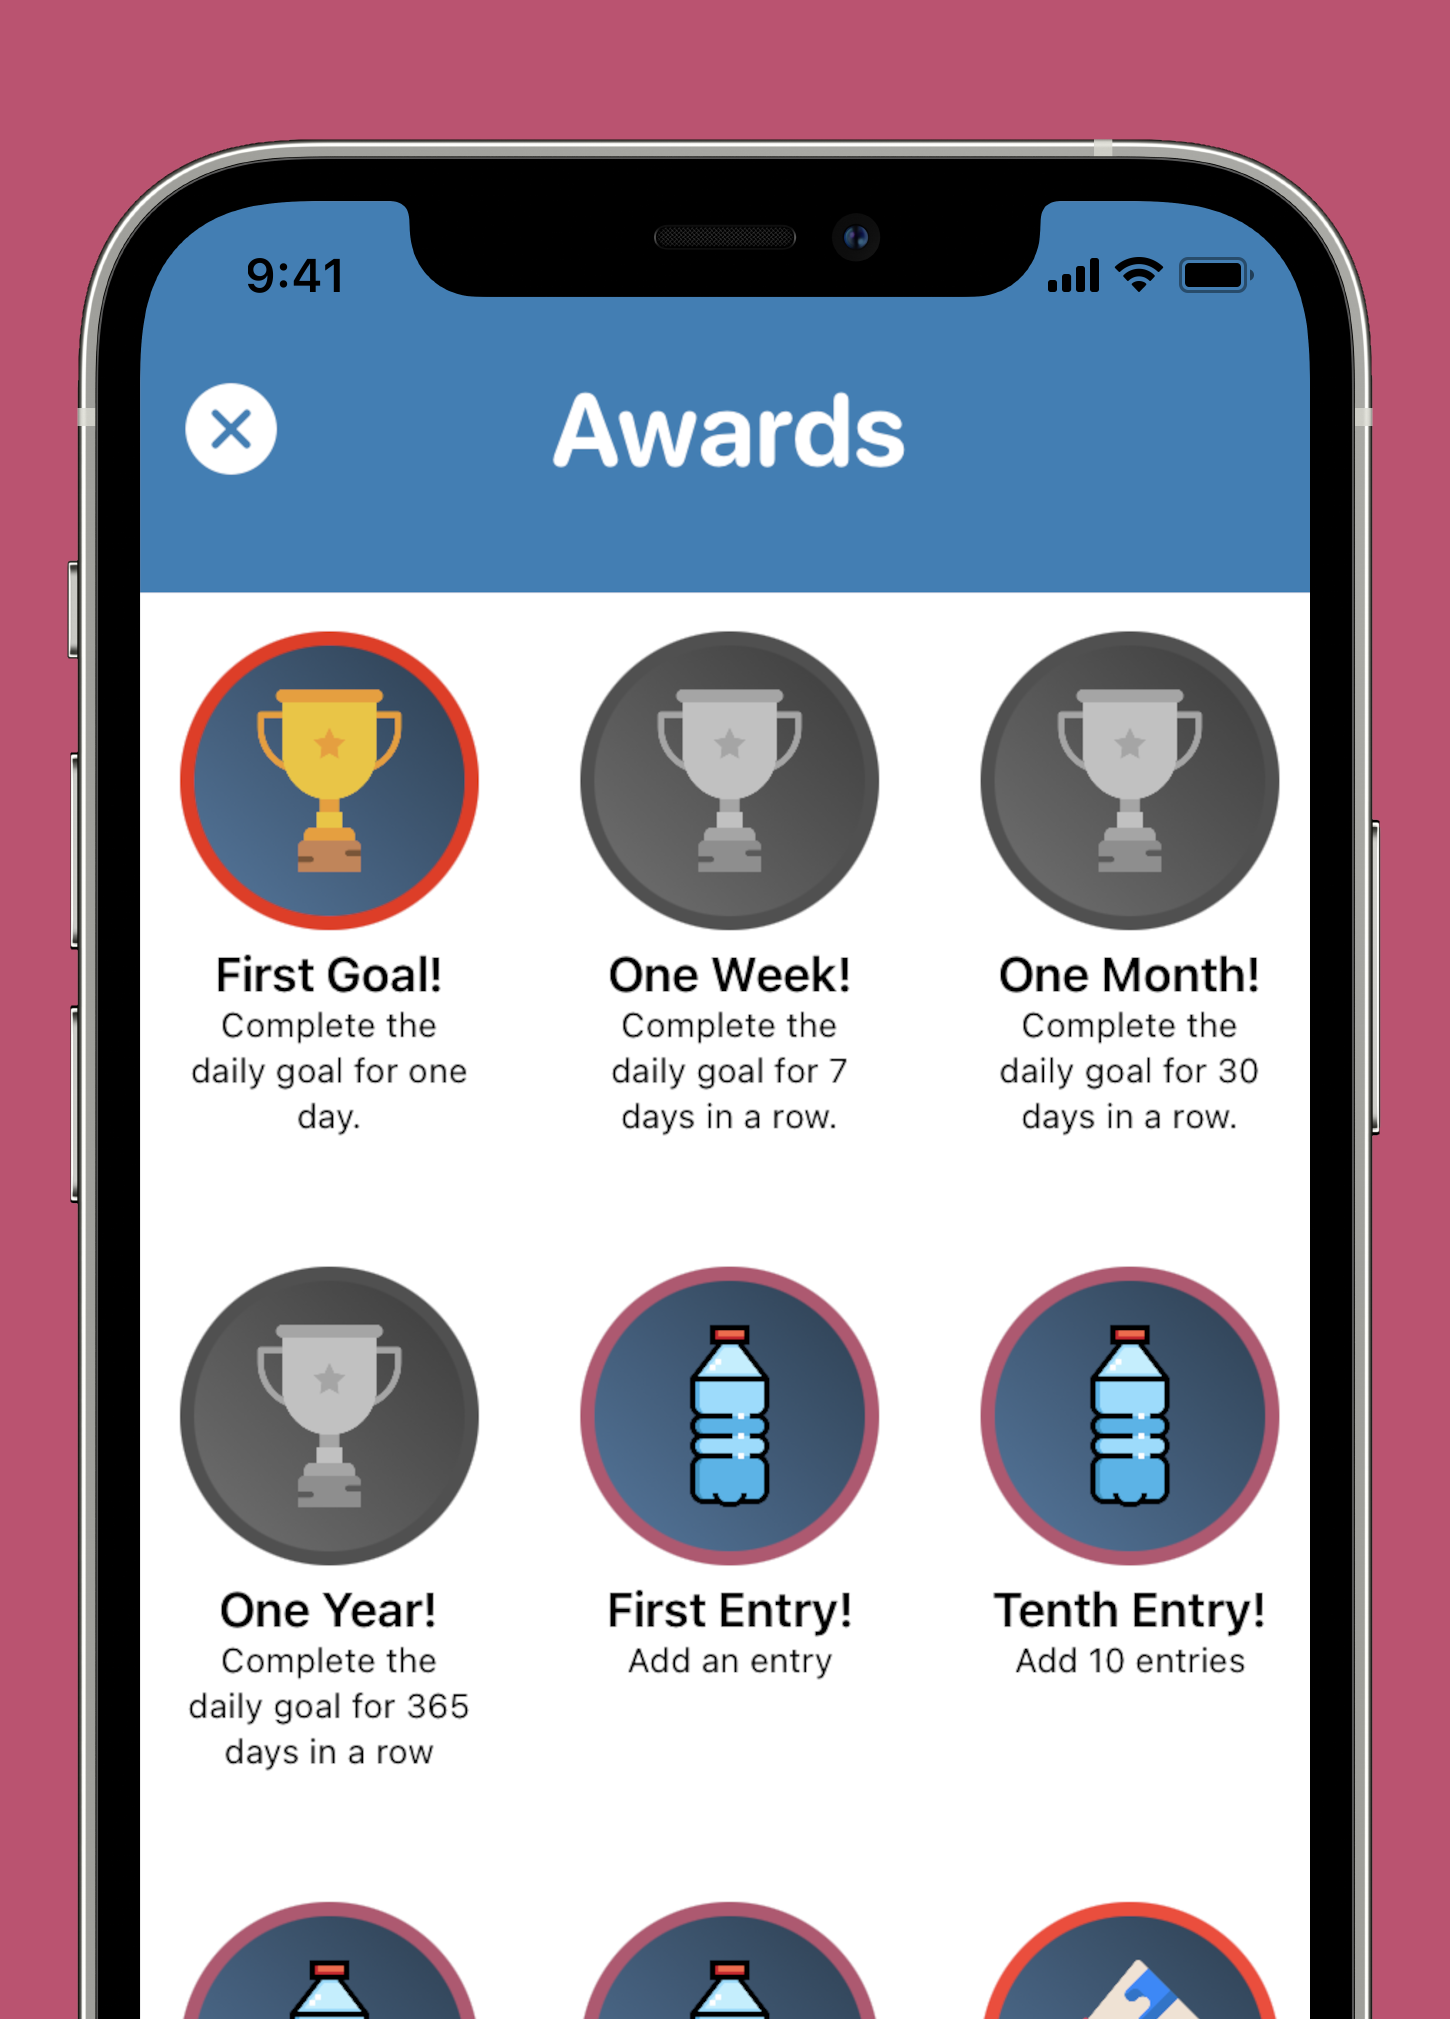 9:41
Awards
First Goal!
Complete the
daily goal for one
day.
One Week!
Complete the
daily goal for 7
days in a row.
One Month!
Complete the
daily goal for 30
days in a row.
One Year!
Complete the
daily goal for 365
days in a row
First Entry!
Add an entry
Tenth Entry!
Add 10 entries